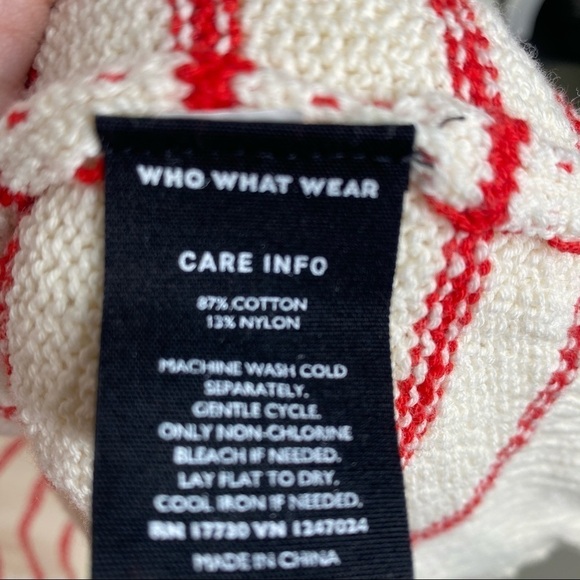 WHO WHAT WEAR
CARE INFO
87% COTTON
13% NYLON
MACHINE WASH COLD
SEPARATELY.
GENTLE CYCLE.
ONLY NON-CHLORINE
BLEACH IF NEEDED.
LAY FLAT TO DRY.
COOL IRON IF NEEDED.
RN 17730 VN 1247024
MADE IN CHINA